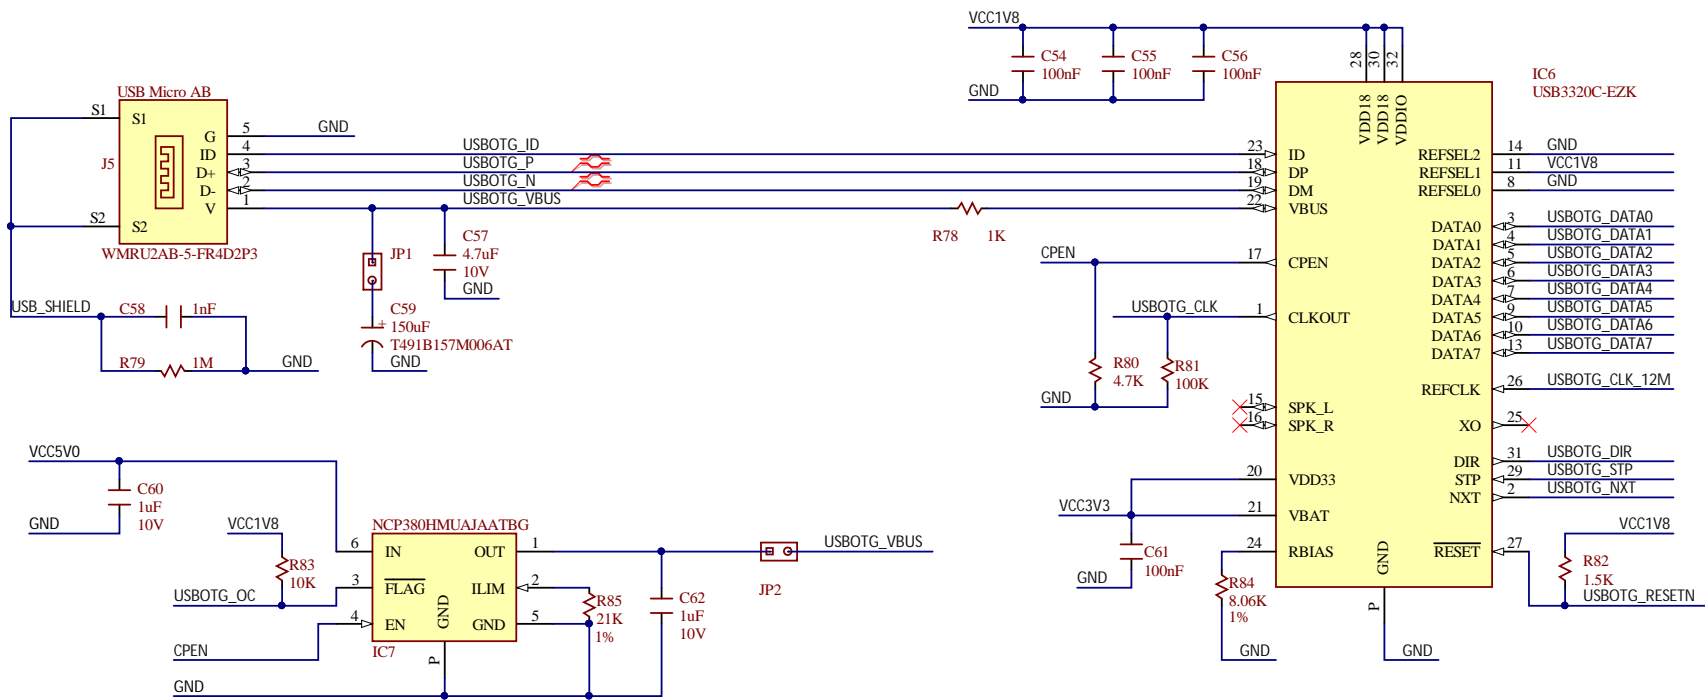 VCC1V8
C54
100nF
C55
100nF
C56
100nF
GND
28
30
32
IC6
USB3320C-EZK
VDD18
VDD18
VDDIO
USB Micro AB
S1
S1
J5
S2
S2
G
ID
D+
D-
V
5
4
3
2
1
WMRU2AB-5-FR4D2P3
GND
USBOTG_ID
USBOTG_P
USBOTG_N
USBOTG_VBUS
R78
1K
23
18
19
22
ID
DP
DM
VBUS
REFSEL2
14
GND
REFSEL1
11
VCC1V8
REFSEL0
8
GND
DATA0
3
USBOTG_DATA0
DATA1
4
USBOTG_DATA1
DATA2
5
USBOTG_DATA2
DATA3
6
USBOTG_DATA3
DATA4
7
USBOTG_DATA4
DATA5
9
USBOTG_DATA5
DATA6
10
USBOTG_DATA6
DATA7
13
USBOTG_DATA7
REFCLK
26
USBOTG_CLK_12M
XO
25
DIR
31
USBOTG_DIR
STP
29
USBOTG_STP
NXT
2
USBOTG_NXT
RESET
27
VCC1V8
R82
1.5K
USBOTG_RESETN
CPEN
17
CPEN
USBOTG_CLK
1
CLKOUT
R80
4.7K
R81
100K
GND
15
SPK_L
16
SPK_R
20
VDD33
VCC3V3
21
VBAT
C61
100nF
GND
24
RBIAS
R84
8.06K
1%
GND
GND
P
GND
JP1
C57
4.7uF
10V
GND
C59
+
150uF
T491B157M006AT
GND
USB_SHIELD
C58
1nF
R79
1M
GND
VCC5V0
C60
1uF
10V
GND
VCC1V8
R83
10K
USBOTG_OC
CPEN
GND
NCP380HMUAJAATBG
6
IN
3
FLAG
4
EN
OUT
1
ILIM
2
GND
5
GND
P
IC7
R85
21K
1%
C62
1uF
10V
JP2
USBOTG_VBUS